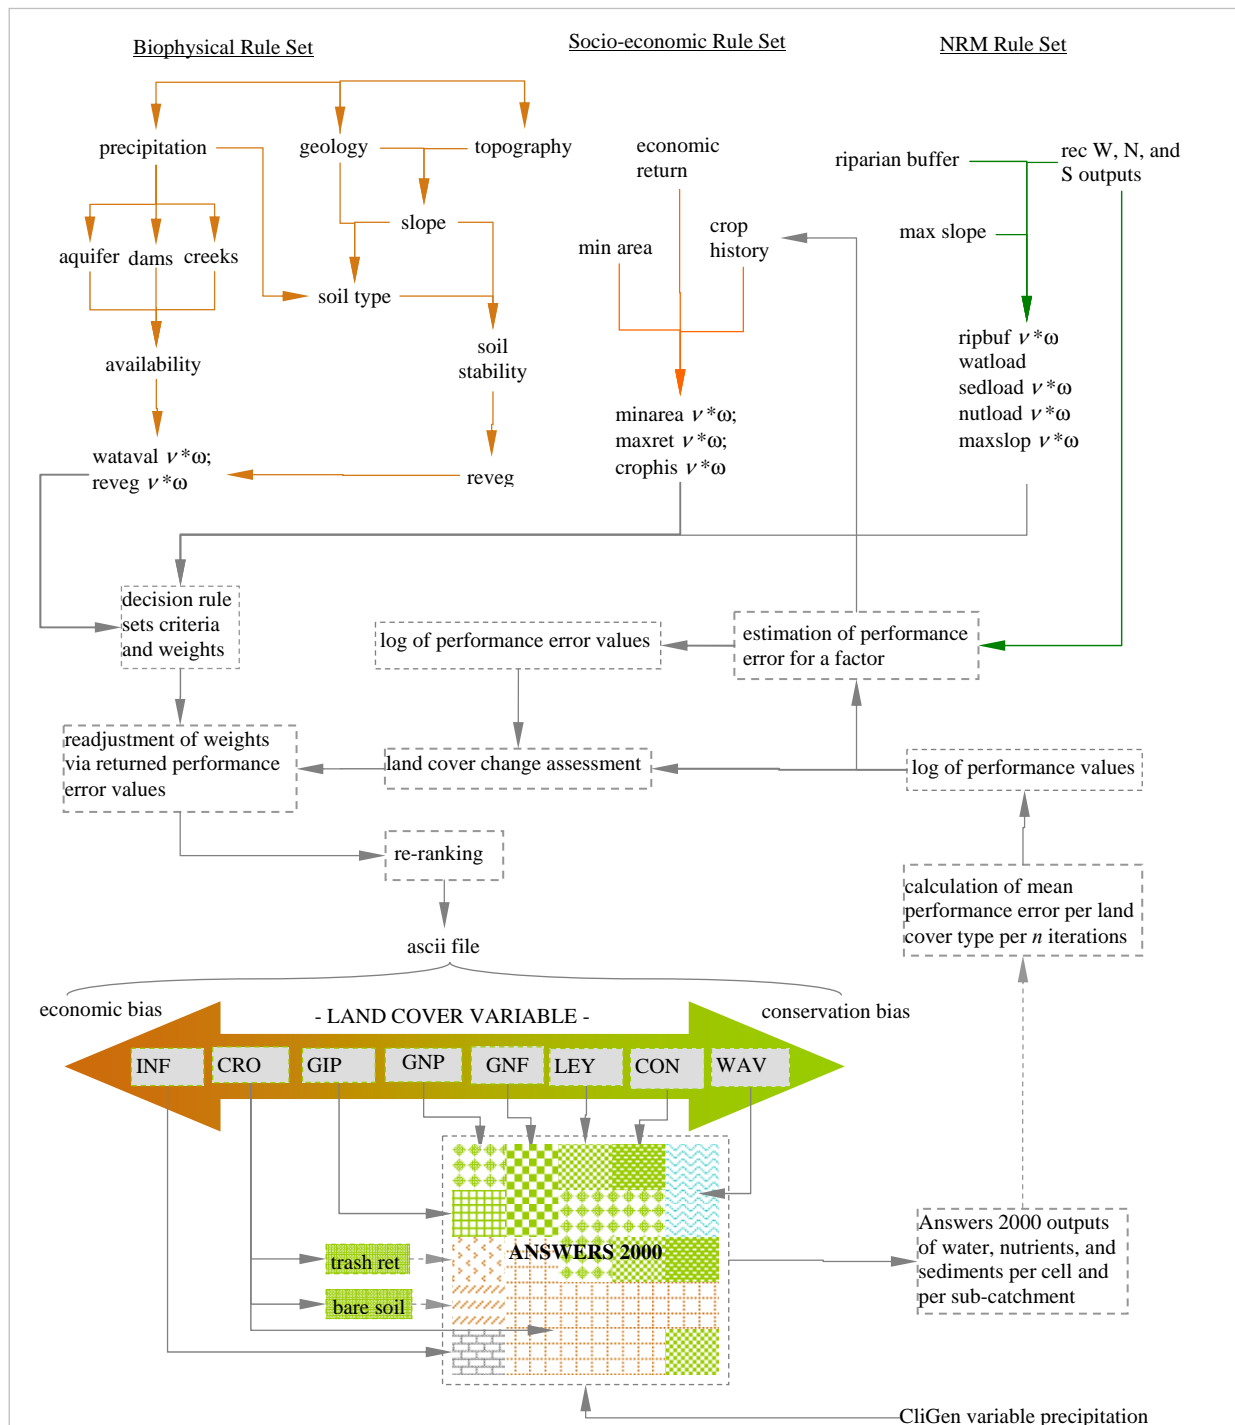 Biophysical Rule Set
Socio-economic Rule Set
NRM Rule Set
precipitation
geology
topography
economic
return
riparian buffer
rec W, N, and
S outputs
slope
crop
history
max slope
min area
aquifer
dams
creeks
soil type
availability
soil
stability
ripbuf ν*ω
watload
sedload ν*ω
nutload ν*ω
maxslop ν*ω
minarea ν*ω;
maxret ν*ω;
crophis ν*ω
wataval ν*ω;
reveg ν*ω
reveg
decision rule
sets criteria
and weights
log of performance error values
estimation of performance
error for a factor
readjustment of weights
via returned performance
error values
land cover change assessment
log of performance values
re-ranking
calculation of mean
performance error per land
cover type per n iterations
ascii file
economic bias
- LAND COVER VARIABLE -
conservation bias
INF
CRO
GIP
GNP
GNF
LEY
CON
WAV
ANSWERS 2000
trash ret
bare soil
Answers 2000 outputs
of water, nutrients, and
sediments per cell and
per sub-catchment
CliGen variable precipitation